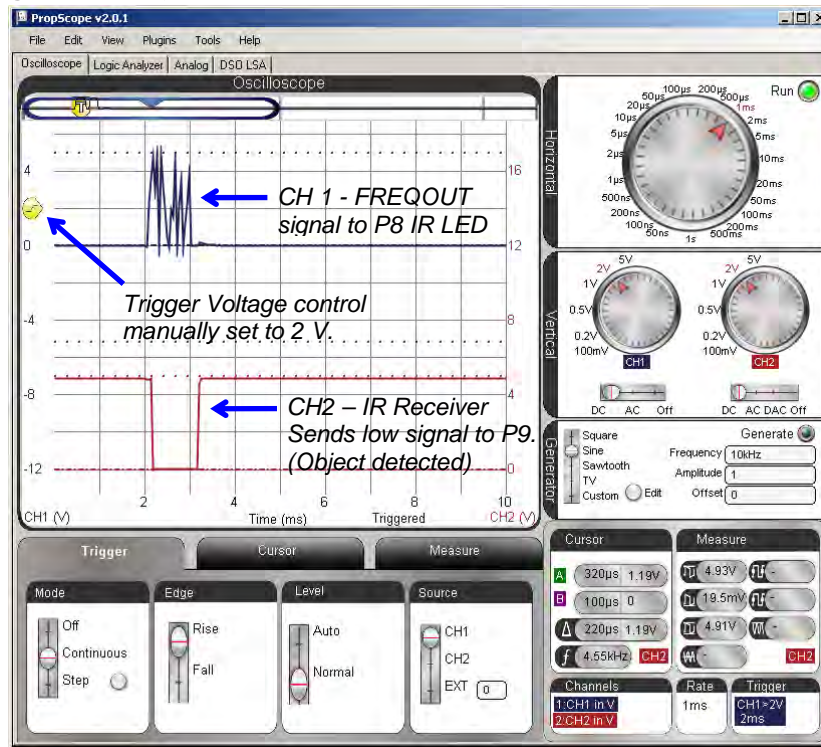 PropScope v2.0.1
File Edit View Plugins Tools Help
Oscilloscope Logic Analyzer Analog DSO LSA
Oscilloscope
T
4
0
-4
-8
-12
16
12
8
4
0
CH 1 - FREQOUT
signal to P8 IR LED
Trigger Voltage control
manually set to 2 V.
CH2 – IR Receiver
Sends low signal to P9.
(Object detected)
2 4 6 8 10
CH1 (V) Time (ms) Triggered CH2 (V)
Horizontal
Run
50ns
100ns
200ns
500ns
1µs
2µs
5µs
10µs
20µs
50µs
100µs
200µs
500µs
1ms
2ms
5ms
10ms
20ms
50ms
100ms
200ms
500ms
1s
Vertical
5V
2V
1V
0.5V
0.2V
100mV
CH1
DC AC Off
5V
2V
1V
0.5V
0.2V
100mV
CH2
DC AC DAC Off
Generator
Square
Sine
Sawtooth
TV
Custom Edit
Generate
Frequency 10kHz
Amplitude 1
Offset 0
Trigger Cursor Measure
Mode
Off
Continuous
Step
Edge
Rise
Fall
Level
Auto
Normal
Source
CH1
CH2
EXT 0
Cursor
A 320µs 1.19V
B 100µs 0
Δ 220µs 1.19V
f 4.55kHz CH2
Measure
4.93V -
19.5mV -
4.91V -
- CH2
Channels
1:CH1 in V
2:CH2 in V
Rate
1ms
Trigger
CH1>2V
2ms